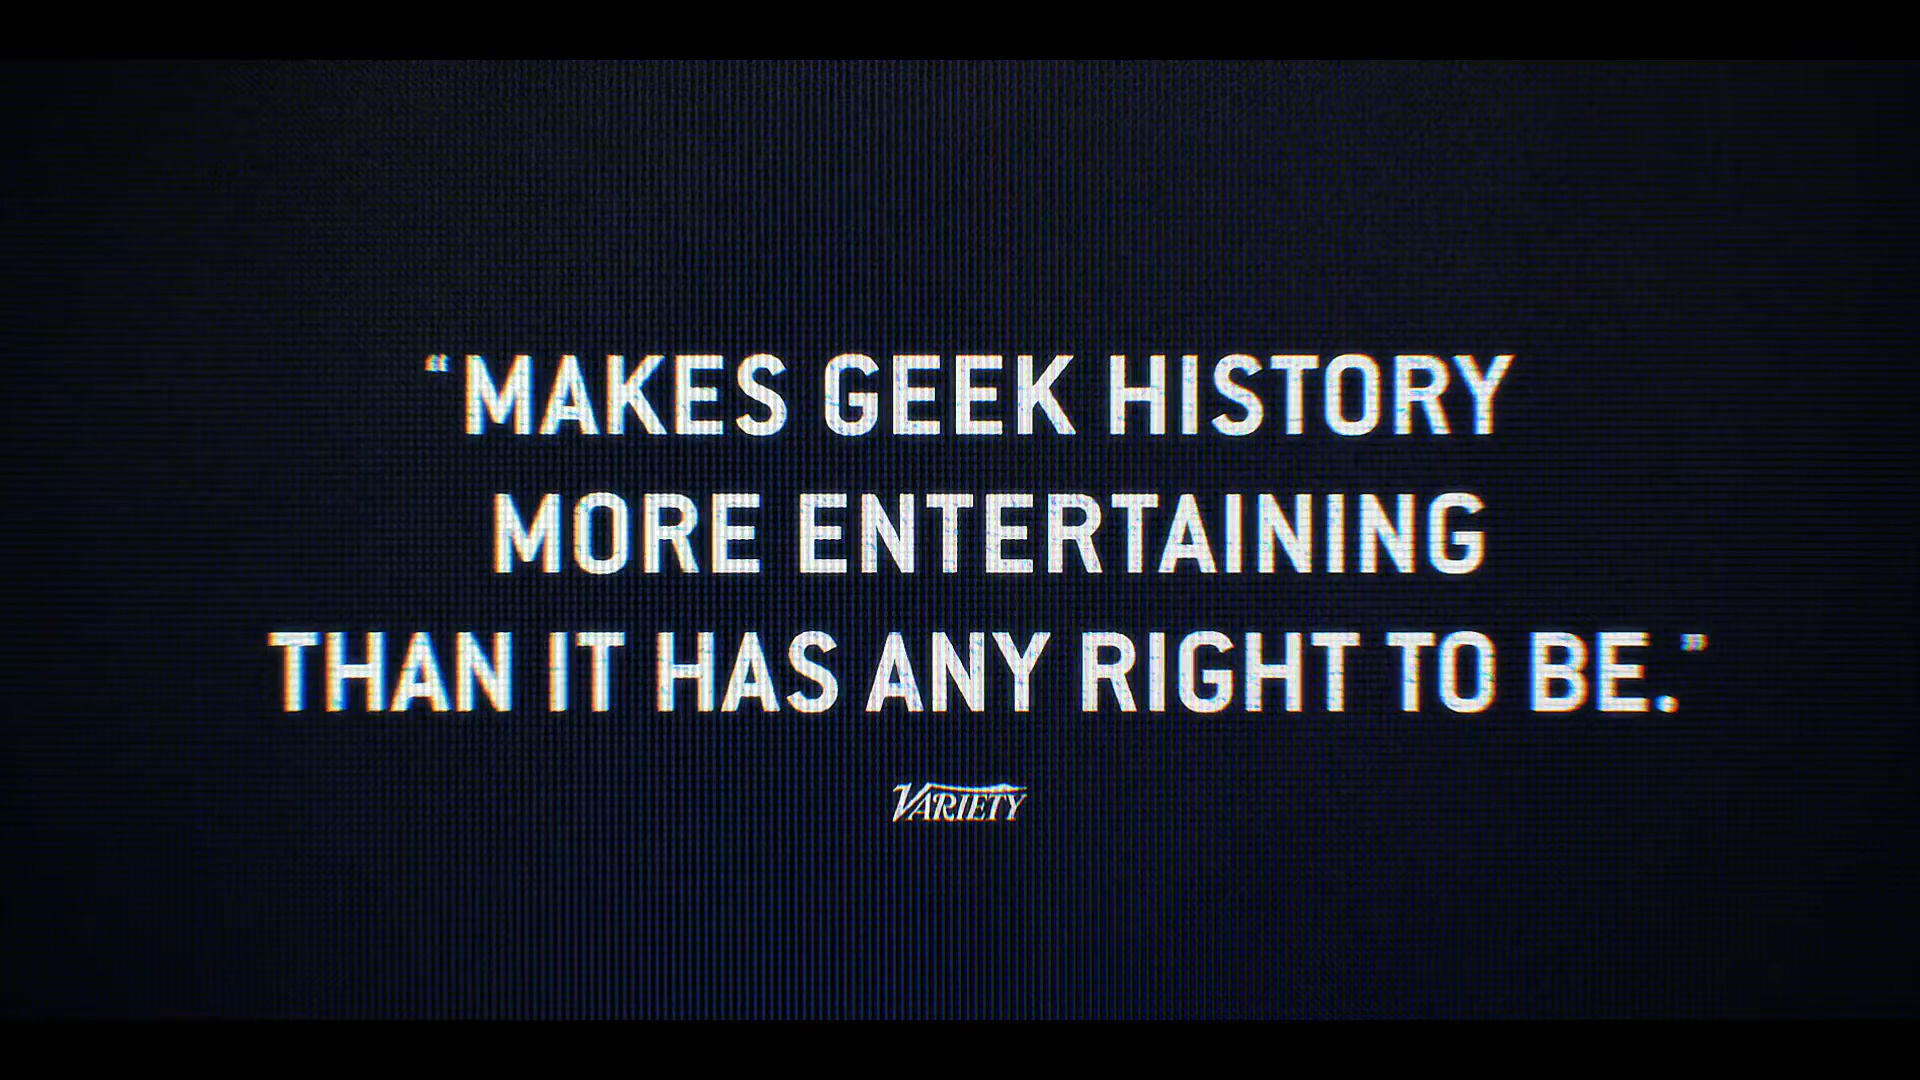 “MAKES GEEK HISTORY
MORE ENTERTAINING
THAN IT HAS ANY RIGHT TO BE.”
VARIETY